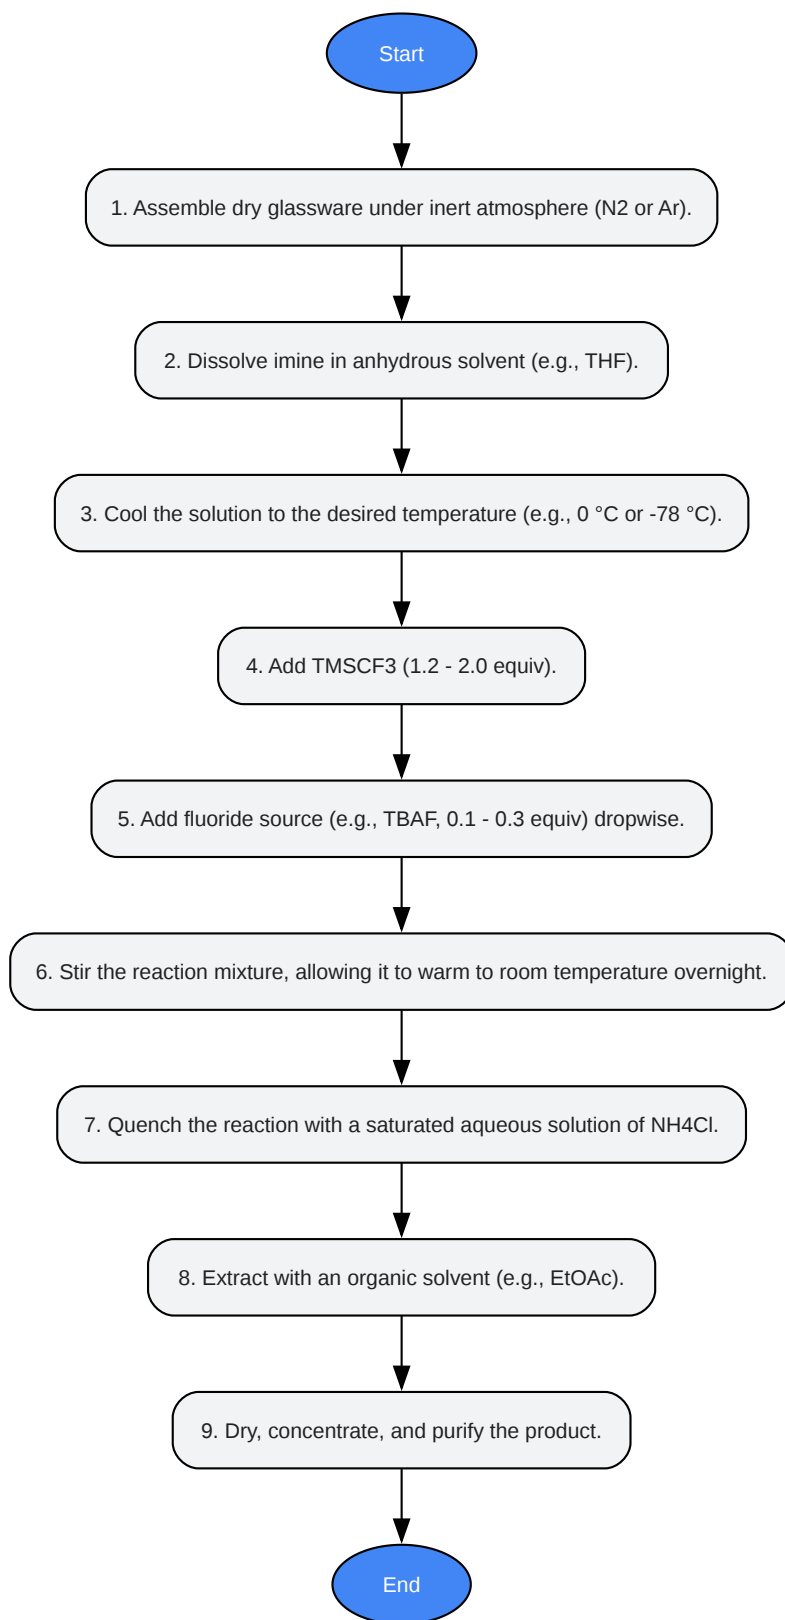 Start
1. Assemble dry glassware under inert atmosphere (N2 or Ar).
2. Dissolve imine in anhydrous solvent (e.g., THF).
3. Cool the solution to the desired temperature (e.g., 0 °C or -78 °C).
4. Add TMSCF3 (1.2 - 2.0 equiv).
5. Add fluoride source (e.g., TBAF, 0.1 - 0.3 equiv) dropwise.
6. Stir the reaction mixture, allowing it to warm to room temperature overnight.
7. Quench the reaction with a saturated aqueous solution of NH4Cl.
8. Extract with an organic solvent (e.g., EtOAc).
9. Dry, concentrate, and purify the product.
End